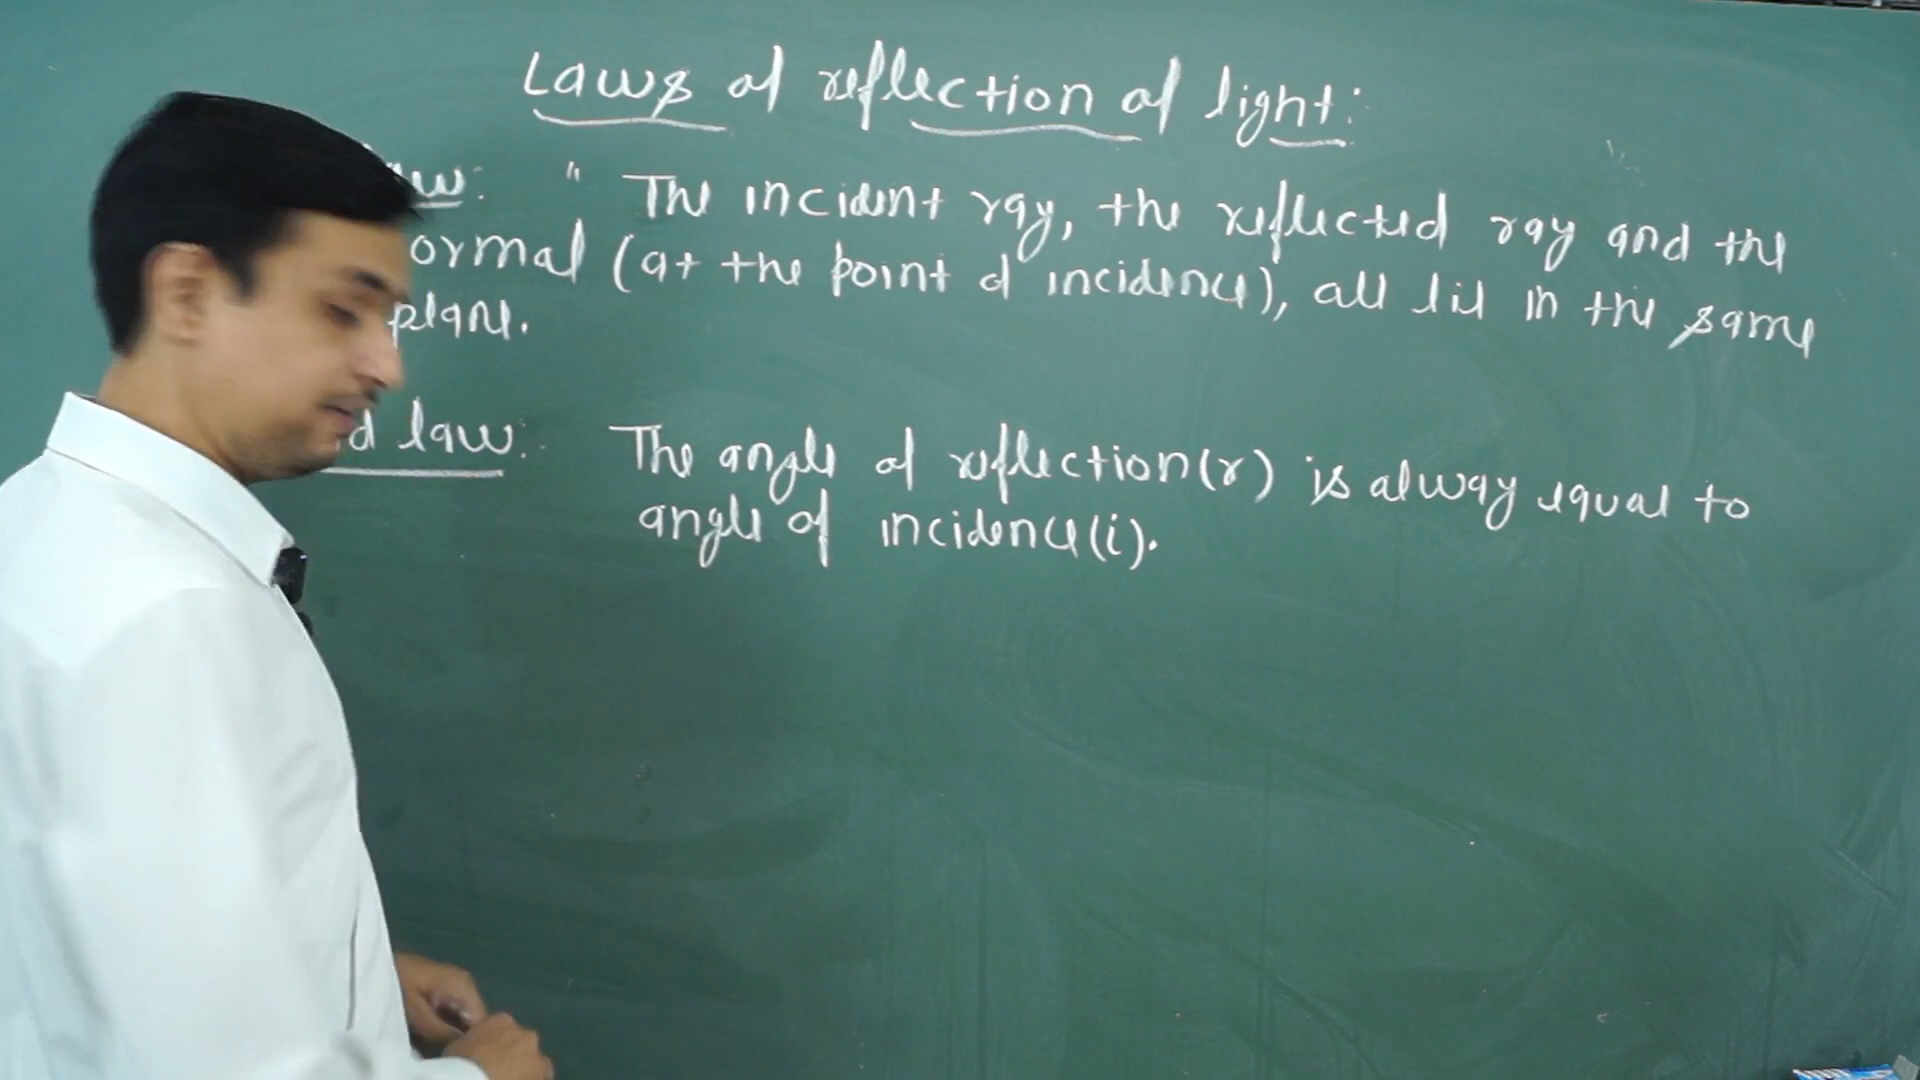 Laws of reflection of light:
law: " The incident ray, the reflected ray and the
normal (at the point of incidence), all lie in the same
plane.
law: The angle of reflection(r) is alway equal to
angle of incidence(i).